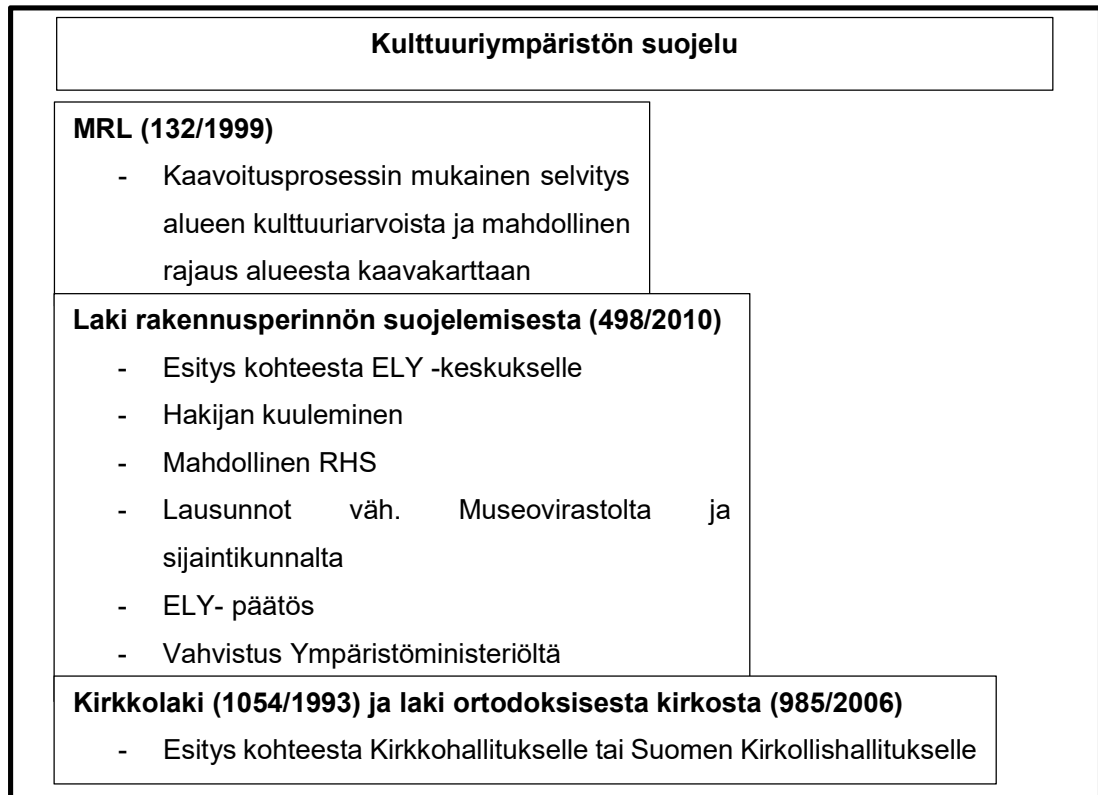 Kulttuuriympäristön suojelu
MRL (132/1999)
- Kaavoitusprosessin mukainen selvitys
alueen kulttuuriarvoista ja mahdollinen
rajaus alueesta kaavakarttaan
Laki rakennusperinnön suojelemisesta (498/2010)
- Esitys kohteesta ELY -keskukselle
- Hakijan kuuleminen
- Mahdollinen RHS
- Lausunnot väh. Museovirastolta ja
sijaintikunnalta
- ELY- päätös
- Vahvistus Ympäristöministeriöltä
Kirkkolaki (1054/1993) ja laki ortodoksisesta kirkosta (985/2006)
- Esitys kohteesta Kirkkohallitukselle tai Suomen Kirkollishallitukselle